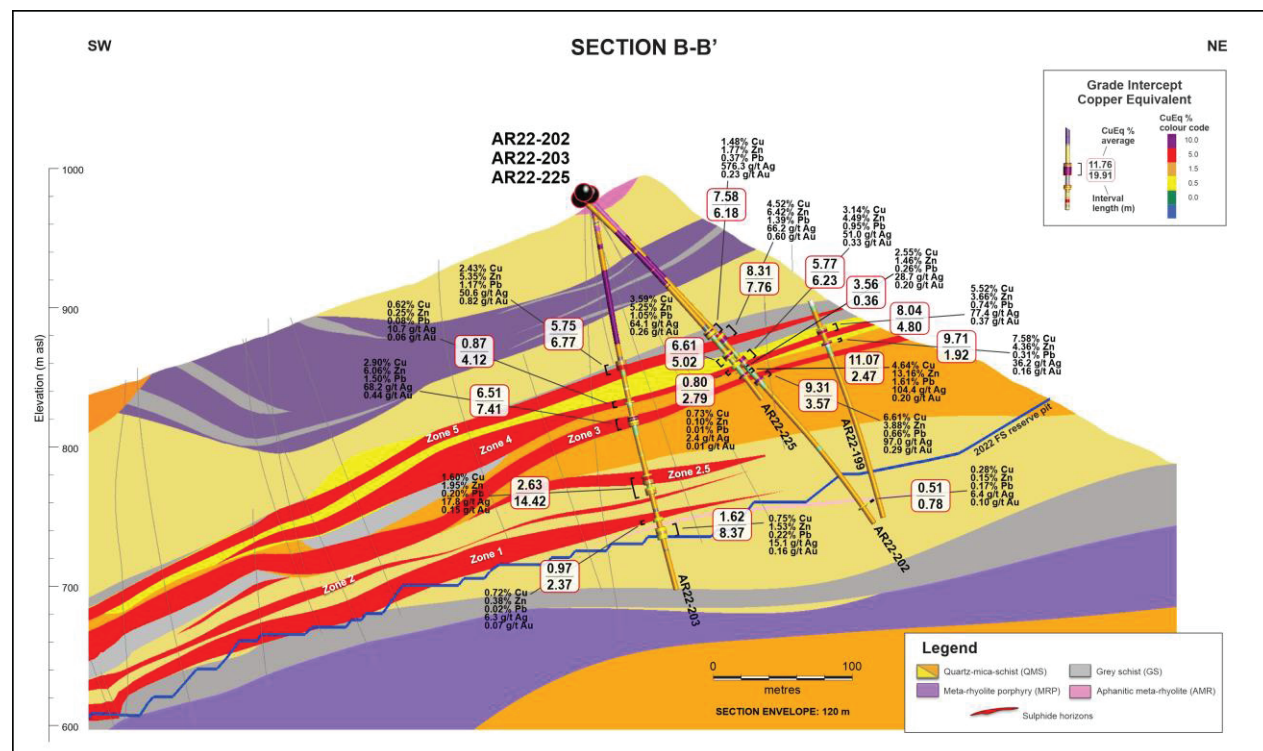 SW
SECTION B-B’
NE
Grade Intercept
Copper Equivalent
CuEq %
average
11.76
19.91
Interval
length (m)
CuEq %
colour code
10.0
5.0
1.5
0.5
0.0
AR22-202
AR22-203
AR22-225
Elevation (m asl)
1000
900
800
700
600
1.48% Cu
1.77% Zn
0.37% Pb
576.3 g/t Ag
0.23 g/t Au
7.58
6.18
4.52% Cu
6.42% Zn
1.39% Pb
66.2 g/t Ag
0.60 g/t Au
8.31
7.76
3.14% Cu
4.49% Zn
0.95% Pb
51.0 g/t Ag
0.33 g/t Au
5.77
6.23
2.55% Cu
1.46% Zn
0.26% Pb
28.7 g/t Ag
0.20 g/t Au
3.56
0.36
5.52% Cu
3.66% Zn
0.74% Pb
77.4 g/t Ag
0.37 g/t Au
8.04
4.80
7.58% Cu
4.36% Zn
0.31% Pb
36.2 g/t Ag
0.16 g/t Au
9.71
1.92
2.43% Cu
5.35% Zn
1.17% Pb
50.6 g/t Ag
0.82 g/t Au
5.75
6.77
0.62% Cu
0.25% Zn
0.08% Pb
10.7 g/t Ag
0.06 g/t Au
0.87
4.12
3.59% Cu
5.25% Zn
1.05% Pb
64.1 g/t Ag
0.26 g/t Au
6.61
5.02
2.90% Cu
6.06% Zn
1.50% Pb
68.2 g/t Ag
0.44 g/t Au
6.51
7.41
0.80
2.79
0.73% Cu
0.10% Zn
0.01% Pb
2.4 g/t Ag
0.01 g/t Au
11.07
2.47
4.64% Cu
13.16% Zn
1.61% Pb
104.4 g/t Ag
0.20 g/t Au
9.31
3.57
6.61% Cu
3.88% Zn
0.66% Pb
97.0 g/t Ag
0.29 g/t Au
Zone 5
Zone 4
Zone 3
Zone 2.5
Zone 2
Zone 1
AR22-225
AR22-199
AR22-202
AR22-203
2022 FS reserve pit
1.60% Cu
1.95% Zn
0.20% Pb
17.8 g/t Ag
0.15 g/t Au
2.63
14.42
1.62
8.37
0.75% Cu
1.53% Zn
0.22% Pb
15.1 g/t Ag
0.16 g/t Au
0.51
0.78
0.28% Cu
0.15% Zn
0.17% Pb
6.4 g/t Ag
0.10 g/t Au
0.97
2.37
0.72% Cu
0.38% Zn
0.02% Pb
6.3 g/t Ag
0.07 g/t Au
0
100
metres
SECTION ENVELOPE: 120 m
Legend
Quartz-mica-schist (QMS)
Grey schist (GS)
Meta-rhyolite porphyry (MRP)
Aphanitic meta-rhyolite (AMR)
Sulphide horizons